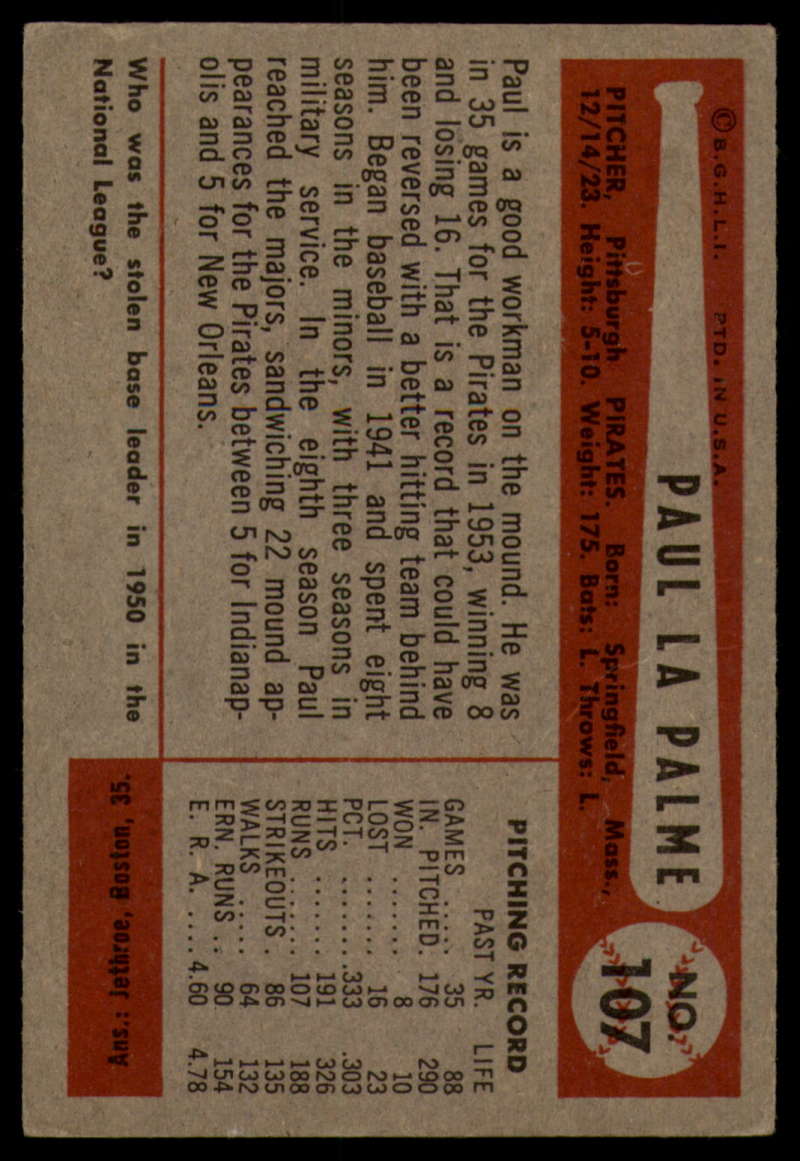 © B.G.H.L.I. PTD. IN U.S.A.
PAUL LA PALME
NO.
107
PITCHER, Pittsburgh PIRATES. Born: Springfield, Mass.,
12/14/23. Height: 5-10. Weight: 175. Bats: L. Throws: L.
Paul is a good workman on the mound. He was
in 35 games for the Pirates in 1953, winning 8
and losing 16. That is a record that could have
been reversed with a better hitting team behind
him. Began baseball in 1941 and spent eight
seasons in the minors, with three seasons in
military service. In the eighth season Paul
reached the majors, sandwiching 22 mound ap-
pearances for the Pirates between 5 for Indianap-
olis and 5 for New Orleans.
PITCHING RECORD
PAST YR. LIFE
GAMES ..... 35 88
IN. PITCHED. 176 290
WON ....... 8 10
LOST ....... 16 23
PCT. ........333 .303
HITS ....... 191 326
RUNS ...... 107 188
STRIKEOUTS . 86 135
WALKS ..... 64 132
ERN. RUNS .. 90 154
E. R. A. ....4.60 4.78
Who was the stolen base leader in 1950 in the
National League?
Ans.: Jethroe, Boston, 35.